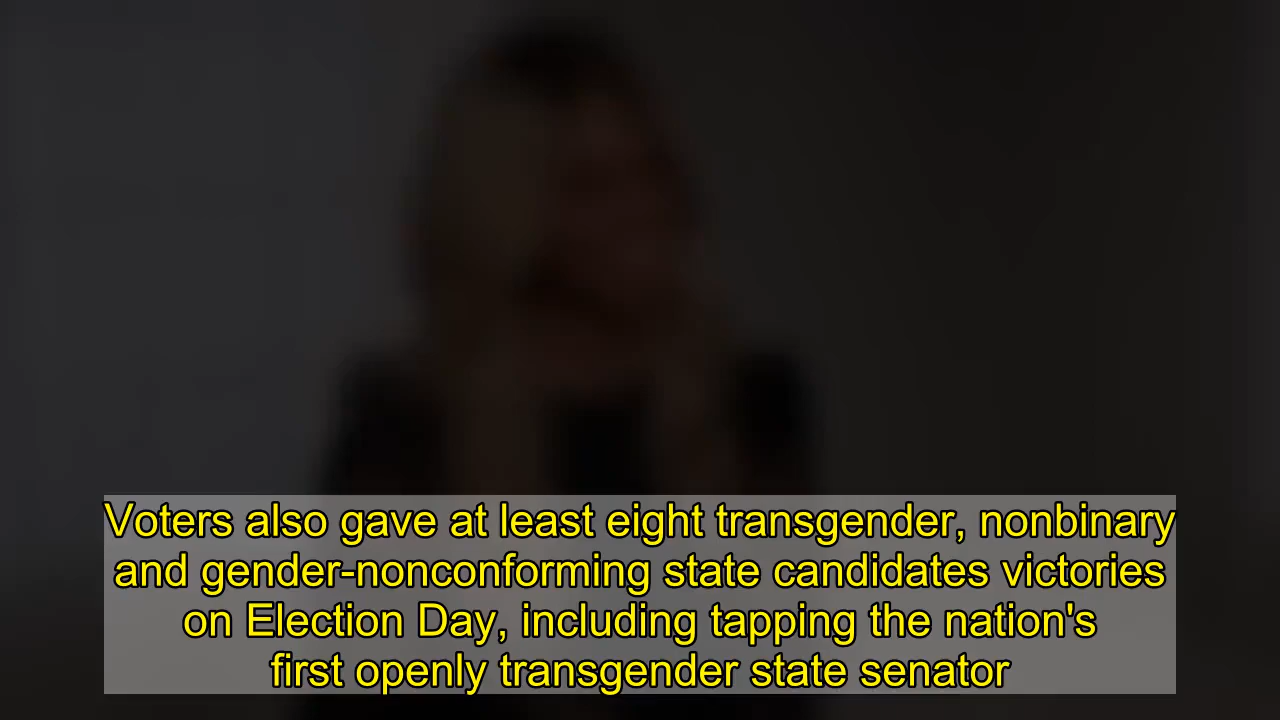 Voters also gave at least eight transgender, nonbinary
and gender-nonconforming state candidates victories
on Election Day, including tapping the nation's
first openly transgender state senator